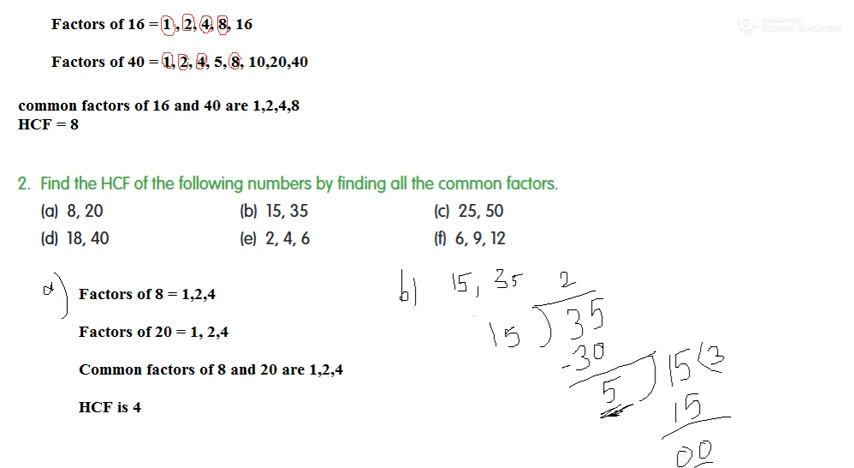 Factors of 16 = 1, 2, 4, 8, 16
Factors of 40 = 1, 2, 4, 5, 8, 10,20,40
common factors of 16 and 40 are 1,2,4,8
HCF = 8
2. Find the HCF of the following numbers by finding all the common factors.
(a) 8, 20 (b) 15, 35 (c) 25, 50
(d) 18, 40 (e) 2, 4, 6 (f) 6, 9, 12
a)
Factors of 8 = 1,2,4
Factors of 20 = 1, 2,4
Common factors of 8 and 20 are 1,2,4
HCF is 4
b) 15, 35
2
15 ) 35
-30
5 ) 15 ( 3
15
00